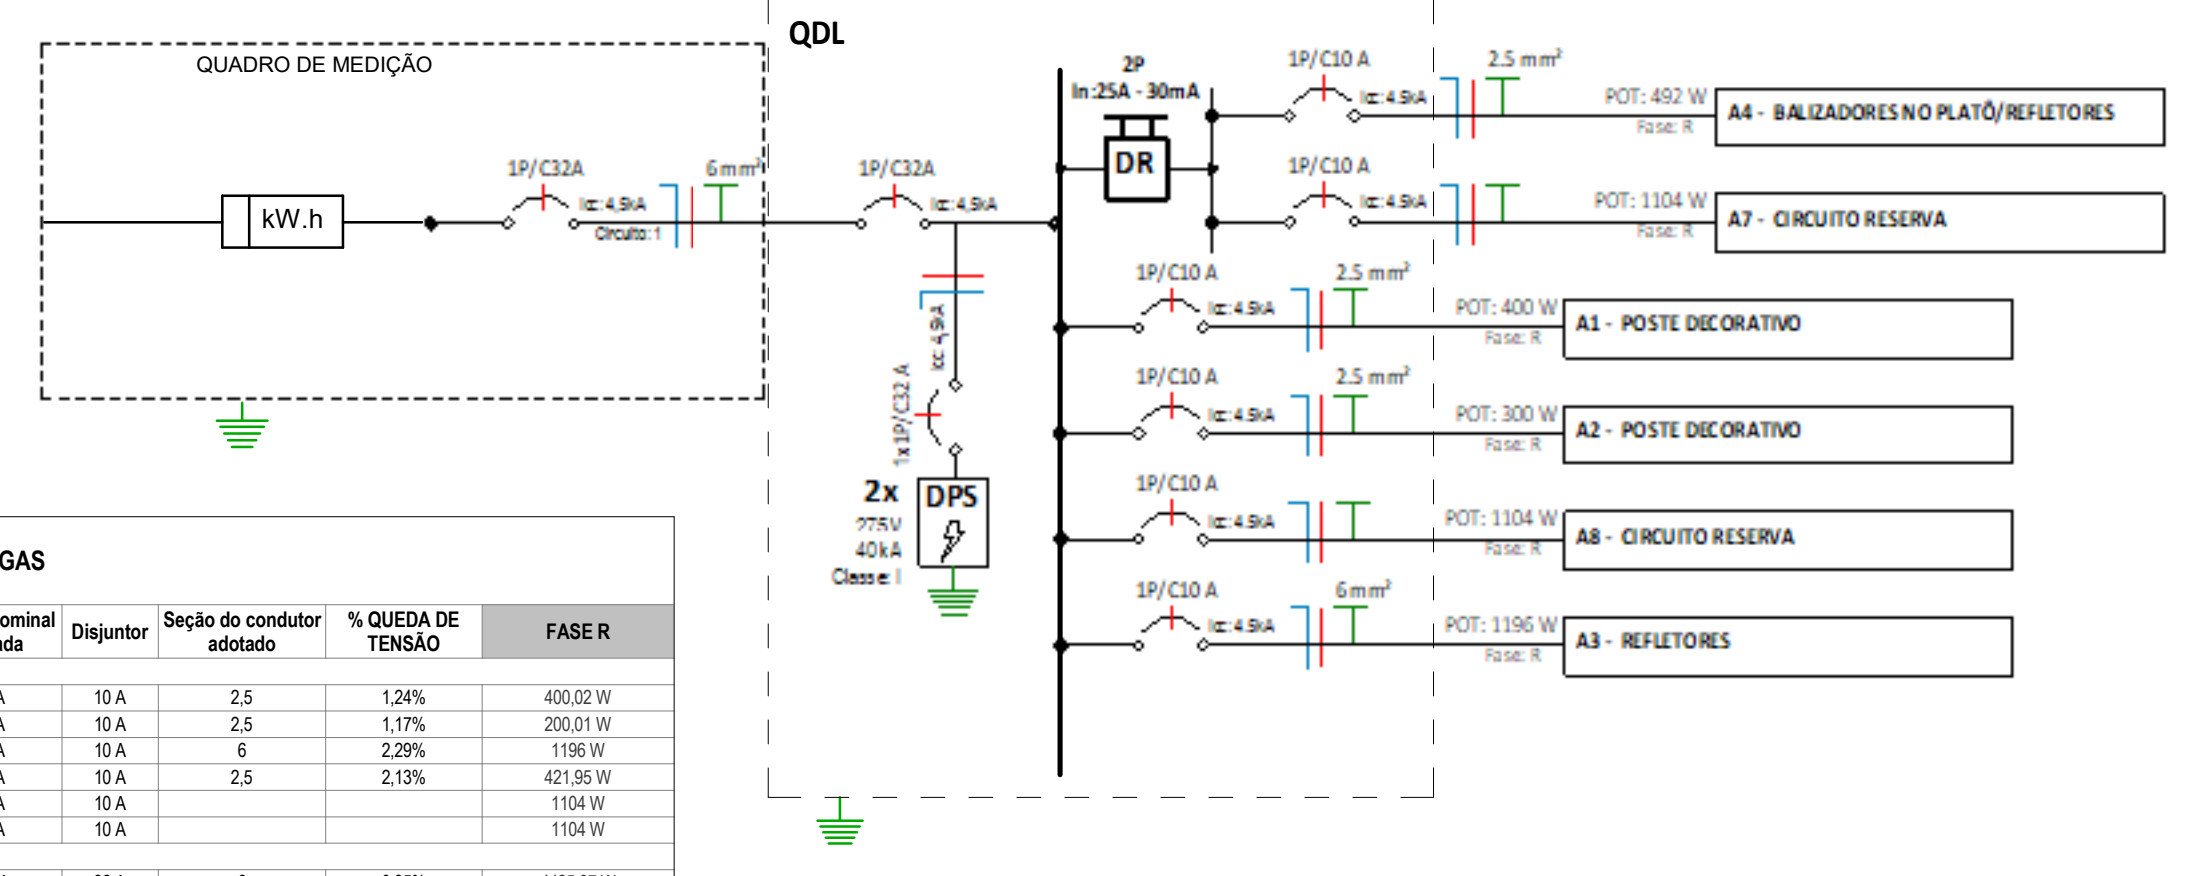 QDL
QUADRO DE MEDIÇÃO
kW.h
1P/C32A
Icc: 4,5kA
Circuito: 1
6 mm²
1P/C32A
Icc: 4,5kA
Icc: 4,5kA
1x 1P/C32 A
2x
275V
40kA
Classe: I
DPS
2P
In:25A - 30mA
DR
1P/C10 A
Icc: 4.5kA
2.5 mm²
POT: 492 W
Fase: R
A4 - BALIZADORES NO PLATÔ/REFLETORES
1P/C10 A
Icc: 4.5kA
POT: 1104 W
Fase: R
A7 - CIRCUITO RESERVA
1P/C10 A
Icc: 4.5kA
2.5 mm²
POT: 400 W
Fase: R
A1 - POSTE DECORATIVO
1P/C10 A
Icc: 4.5kA
2.5 mm²
POT: 300 W
Fase: R
A2 - POSTE DECORATIVO
1P/C10 A
Icc: 4.5kA
POT: 1104 W
Fase: R
A8 - CIRCUITO RESERVA
1P/C10 A
Icc: 4.5kA
6 mm²
POT: 1196 W
Fase: R
A3 - REFLETORES
GAS
ominal Disjuntor Seção do condutor % QUEDA DE FASE R
ada adotado TENSÃO
A 10 A 2,5 1,24% 400,02 W
A 10 A 2,5 1,17% 200,01 W
A 10 A 6 2,29% 1196 W
A 10 A 2,5 2,13% 421,95 W
A 10 A 1104 W
A 10 A 1104 W